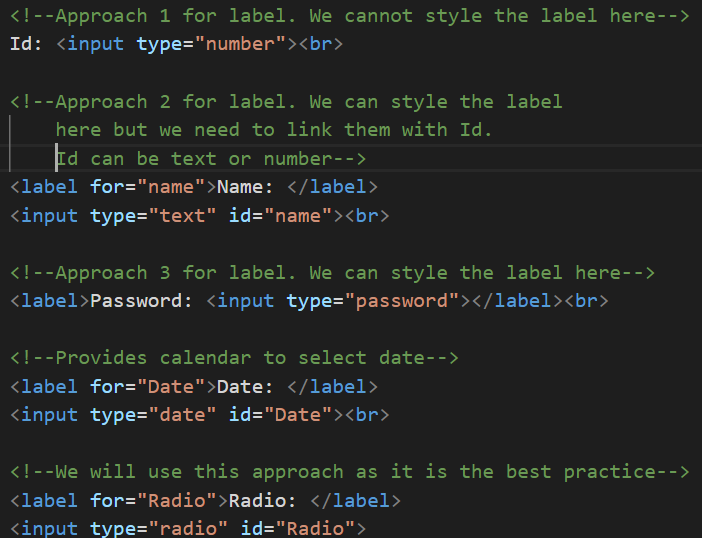 <!--Approach 1 for label. We cannot style the label here-->
Id: <input type="number"><br>
<!--Approach 2 for label. We can style the label
here but we need to link them with Id.
Id can be text or number-->
<label for="name">Name: </label>
<input type="text" id="name"><br>
<!--Approach 3 for label. We can style the label here-->
<label>Password: <input type="password"></label><br>
<!--Provides calendar to select date-->
<label for="Date">Date: </label>
<input type="date" id="Date"><br>
<!--We will use this approach as it is the best practice-->
<label for="Radio">Radio: </label>
<input type="radio" id="Radio">